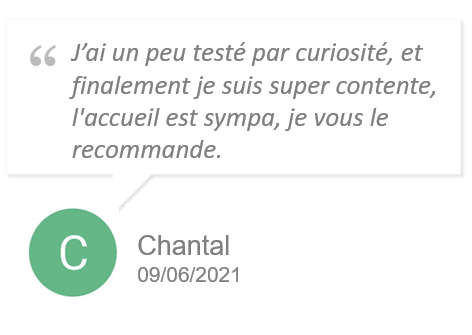 “ J’ai un peu testé par curiosité, et
finalement je suis super contente,
l'accueil est sympa, je vous le
recommande.
C
Chantal
09/06/2021